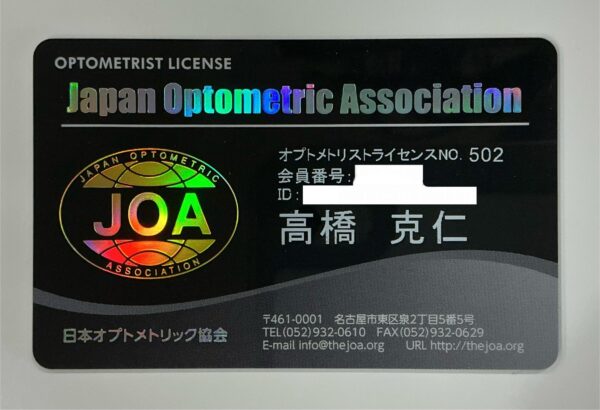 OPTOMETRIST LICENSE
Japan Optometric Association
オプトメトリストライセンスNO. 502
会員番号:
ID:
高橋 克仁
JAPAN OPTOMETRIC
JOA
ASSOCIATION
日本オプトメトリック協会
〒461-0001 名古屋市東区泉2丁目5番5号
TEL(052)932-0610 FAX(052)932-0629
E-mail info@thejoa.org URL http://thejoa.org